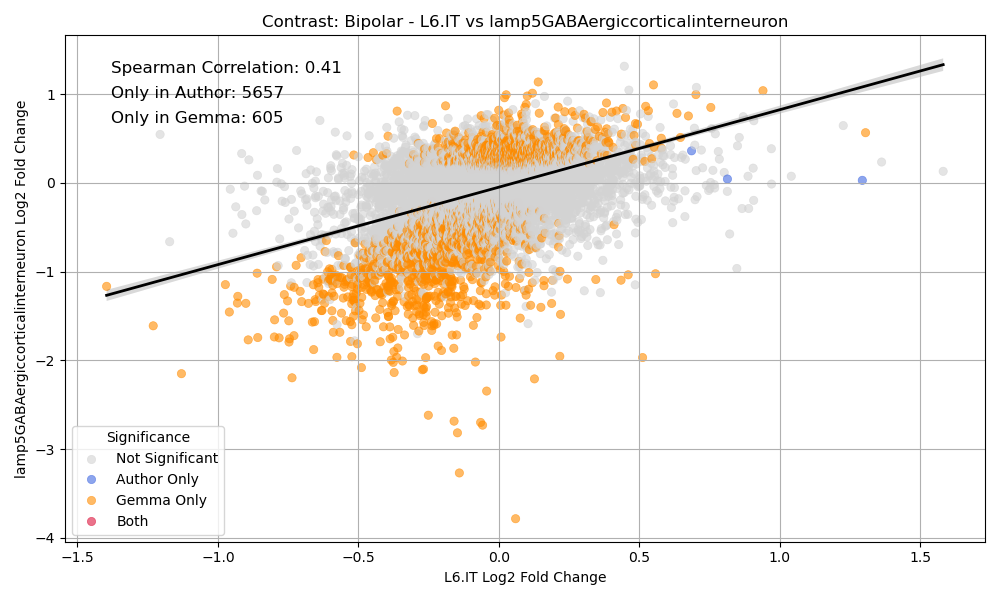 Contrast: Bipolar - L6.IT vs lamp5GABAergiccorticalinterneuron
Spearman Correlation: 0.41
Only in Author: 5657
Only in Gemma: 605
lamp5GABAergiccorticalinterneuron Log2 Fold Change
1
0
−1
−2
−3
−4
Significance
Not Significant
Author Only
Gemma Only
Both
−1.5 −1.0 −0.5 0.0 0.5 1.0 1.5
L6.IT Log2 Fold Change